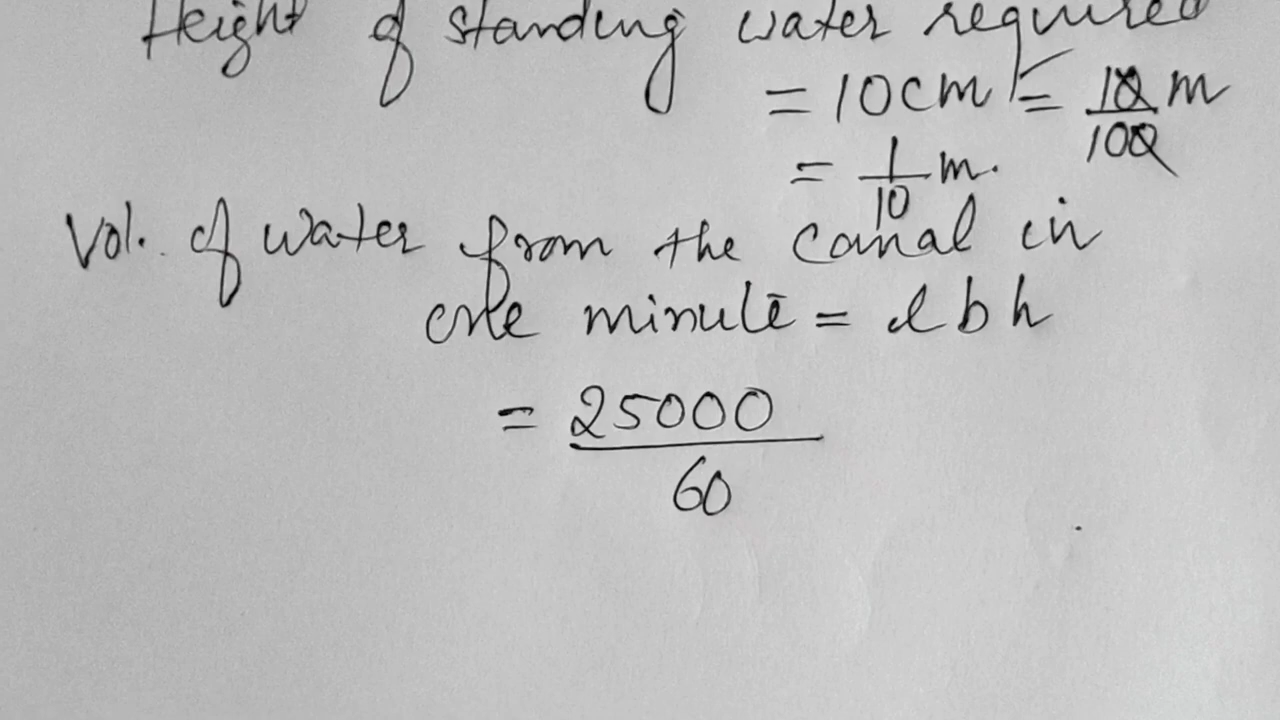 Height of standing water required
= 10cm = 10/100 m
= 1/10 m.
Vol. of water from the canal in
one minute = l b h
= 25000/60